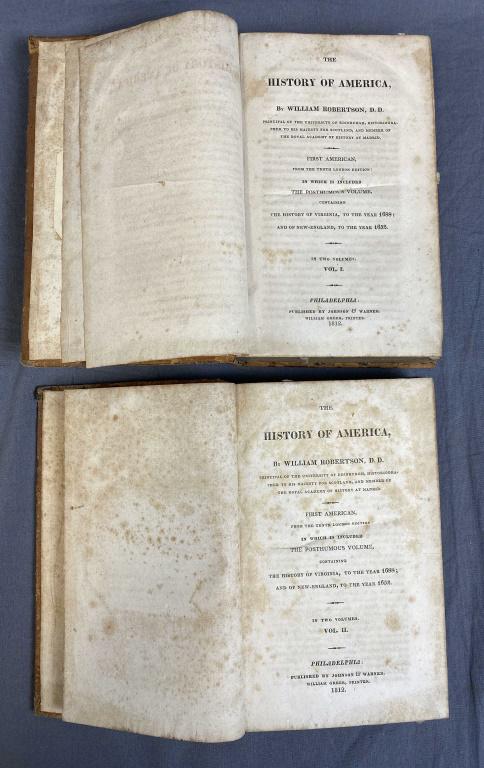 THE
HISTORY OF AMERICA,
BY WILLIAM ROBERTSON, D. D.
PRINCIPAL OF THE UNIVERSITY OF EDINBURGH, HISTORIOGRA-
PHER TO HIS MAJESTY FOR SCOTLAND, AND MEMBER OF
THE ROYAL ACADEMY OF HISTORY AT MADRID.
FIRST AMERICAN,
FROM THE TENTH LONDON EDITION:
IN WHICH IS INCLUDED
THE POSTHUMOUS VOLUME,
CONTAINING
THE HISTORY OF VIRGINIA, TO THE YEAR 1688;
AND OF NEW-ENGLAND, TO THE YEAR 1652.
IN TWO VOLUMES.
VOL. I.
PHILADELPHIA:
PUBLISHED BY JOHNSON & WARNER.
WILLIAM GREER, PRINTER.
1812.
THE
HISTORY OF AMERICA,
BY WILLIAM ROBERTSON, D. D.
PRINCIPAL OF THE UNIVERSITY OF EDINBURGH, HISTORIOGRA-
PHER TO HIS MAJESTY FOR SCOTLAND, AND MEMBER OF
THE ROYAL ACADEMY OF HISTORY AT MADRID.
FIRST AMERICAN,
FROM THE TENTH LONDON EDITION
IN WHICH IS INCLUDED
THE POSTHUMOUS VOLUME,
CONTAINING
THE HISTORY OF VIRGINIA, TO THE YEAR 1688;
AND OF NEW-ENGLAND, TO THE YEAR 1652.
IN TWO VOLUMES.
VOL. II.
PHILADELPHIA:
PUBLISHED BY JOHNSON & WARNER.
WILLIAM GREER, PRINTER.
1812.